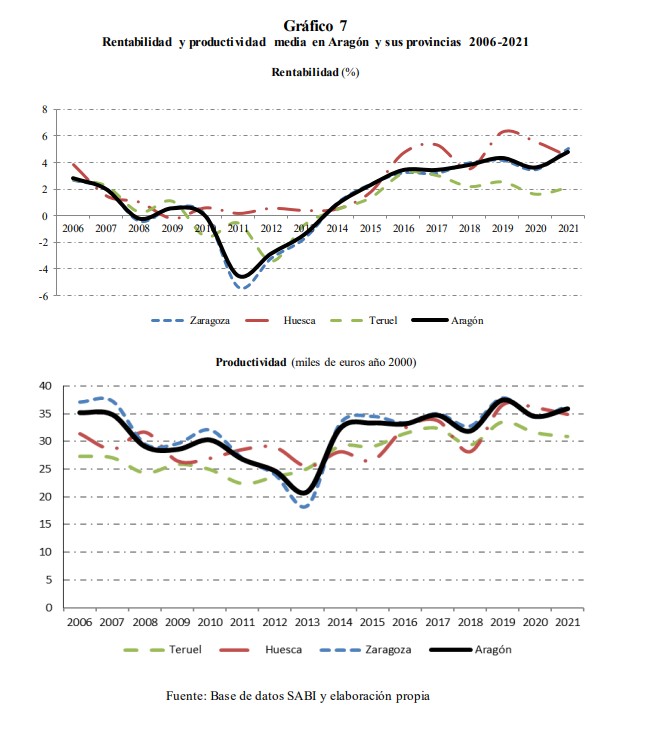 Gráfico 7
Rentabilidad y productividad media en Aragón y sus provincias 2006-2021
Rentabilidad (%)
8
6
4
2
0
-2
-4
-6
2006 2007 2008 2009 2010 2011 2012 2013 2014 2015 2016 2017 2018 2019 2020 2021
Zaragoza Huesca Teruel Aragón
Productividad (miles de euros año 2000)
40
35
30
25
20
15
10
5
0
2006 2007 2008 2009 2010 2011 2012 2013 2014 2015 2016 2017 2018 2019 2020 2021
Teruel Huesca Zaragoza Aragón
Fuente: Base de datos SABI y elaboración propia